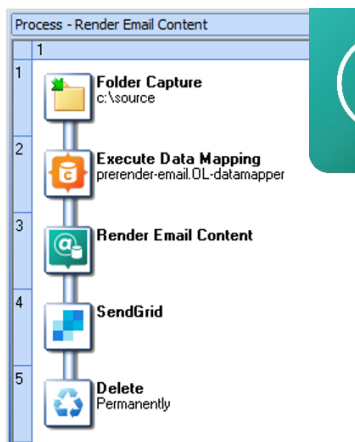 Process - Render Email Content
1
1
Folder Capture
c:\source
2
Execute Data Mapping
prerender-email.OL-datamapper
3
Render Email Content
4
SendGrid
5
Delete
Permanently